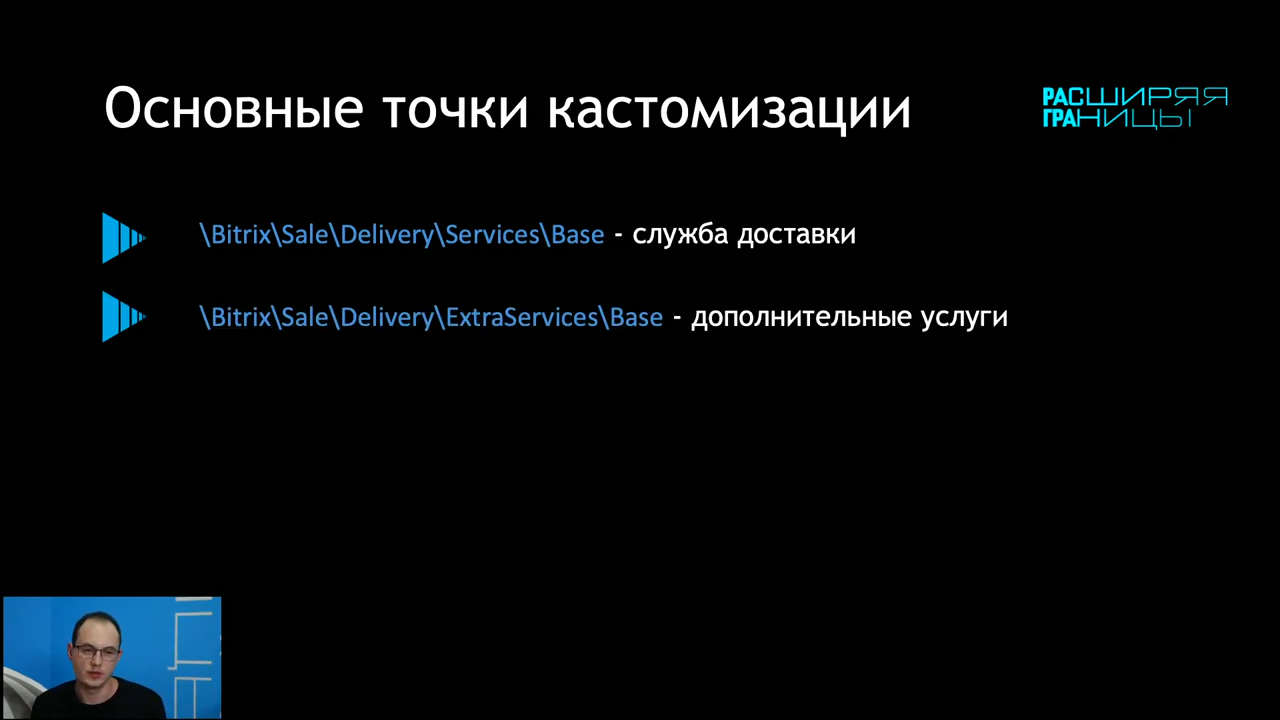 Основные точки кастомизации
РАСШИРЯЯ
ГРАНИЦЫ
\Bitrix\Sale\Delivery\Services\Base - служба доставки
\Bitrix\Sale\Delivery\ExtraServices\Base - дополнительные услуги